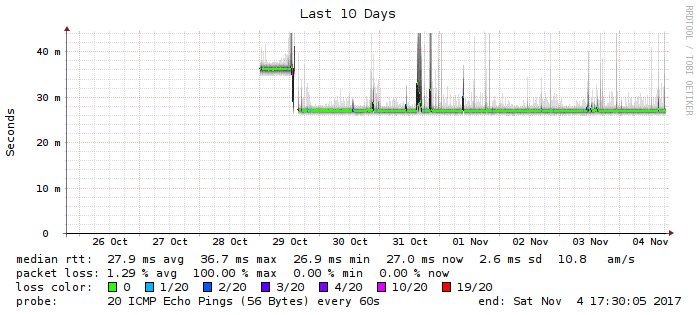 Last 10 Days
RRDTOOL / TOBI OETIKER
Seconds
40 m
30 m
20 m
10 m
0
26 Oct 27 Oct 28 Oct 29 Oct 30 Oct 31 Oct 01 Nov 02 Nov 03 Nov 04 Nov
median rtt: 27.9 ms avg 36.7 ms max 26.9 ms min 27.0 ms now 2.6 ms sd 10.8 am/s
packet loss: 1.29 % avg 100.00 % max 0.00 % min 0.00 % now
loss color: 0 1/20 2/20 3/20 4/20 10/20 19/20
probe: 20 ICMP Echo Pings (56 Bytes) every 60s end: Sat Nov 4 17:30:05 2017